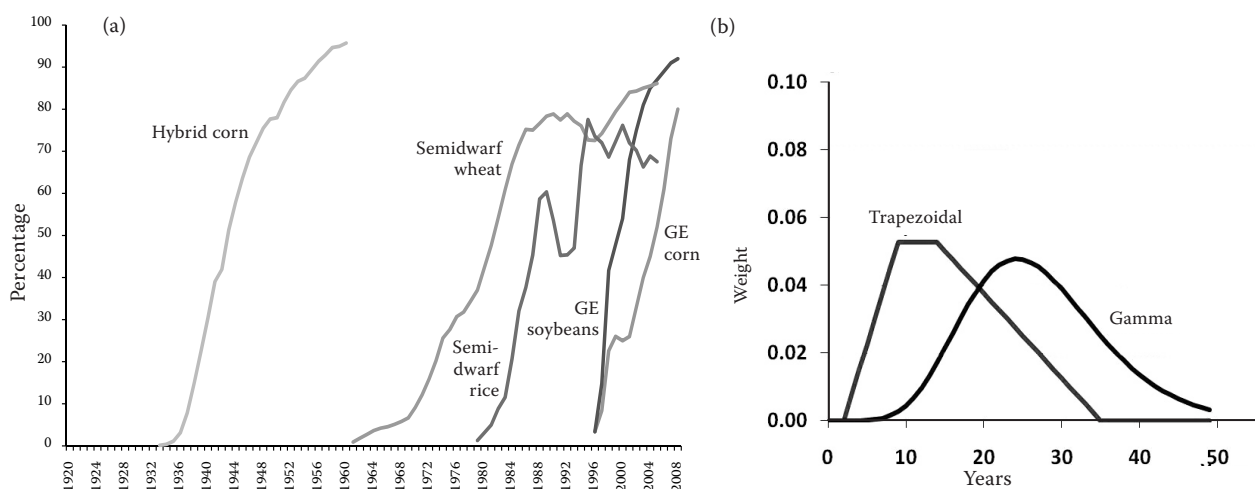 (a)
100
90
80
70
60
50
40
30
20
10
0
Percentage
Hybrid corn
Semidwarf
wheat
Semi-
dwarf
rice
GE
soybeans
GE
corn
1920
1924
1928
1932
1936
1940
1944
1948
1952
1956
1960
1964
1968
1972
1976
1980
1984
1988
1992
1996
2000
2004
2008
(b)
0.10
0.08
0.06
0.04
0.02
0.00
Weight
Trapezoidal
Gamma
0
10
20
30
40
50
Years